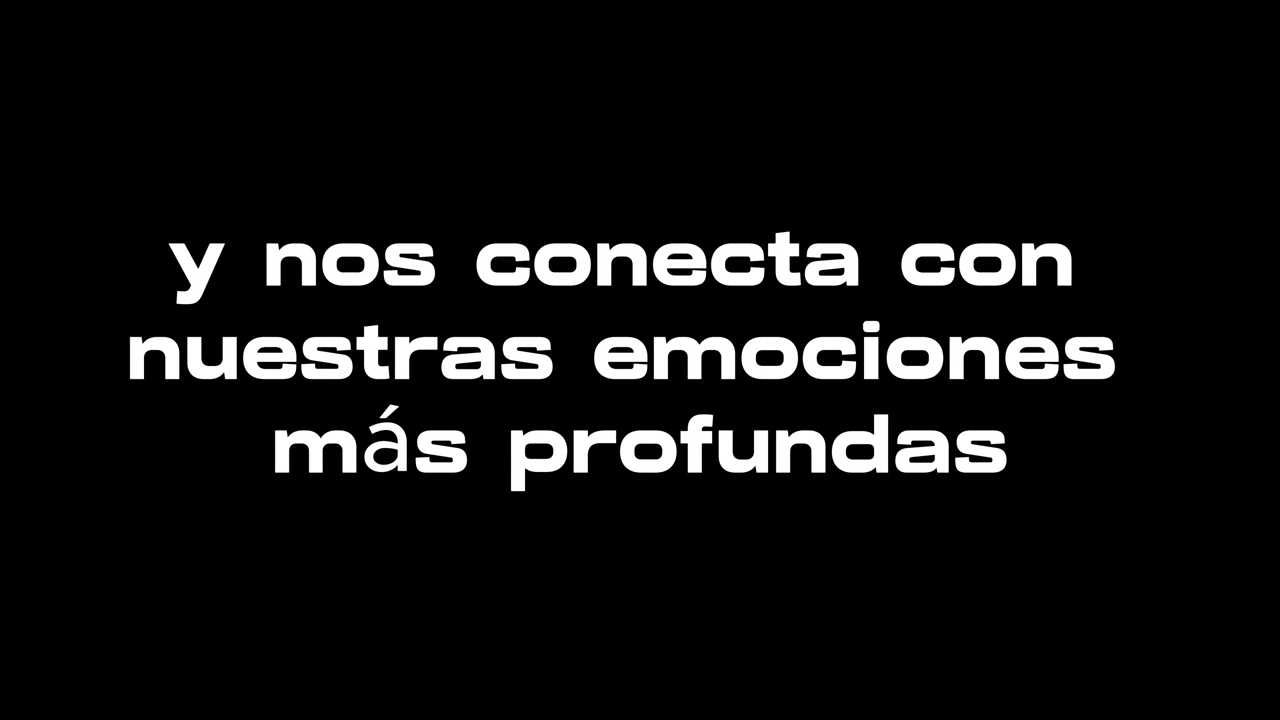 y nos conecta con
nuestras emociones
más profundas